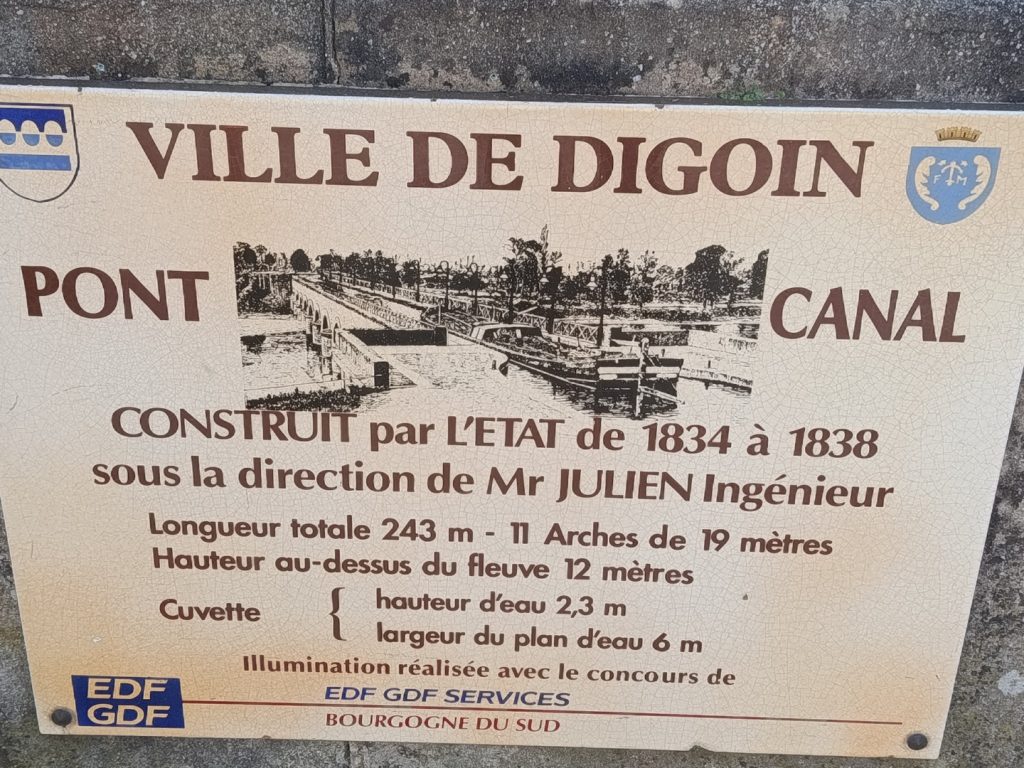 VILLE DE DIGOIN
F M
PONT CANAL
CONSTRUIT par L'ETAT de 1834 à 1838
sous la direction de Mr JULIEN Ingénieur
Longueur totale 243 m - 11 Arches de 19 mètres
Hauteur au-dessus du fleuve 12 mètres
Cuvette { hauteur d'eau 2,3 m
largeur du plan d'eau 6 m
Illumination réalisée avec le concours de
EDF GDF SERVICES
BOURGOGNE DU SUD
EDF
GDF